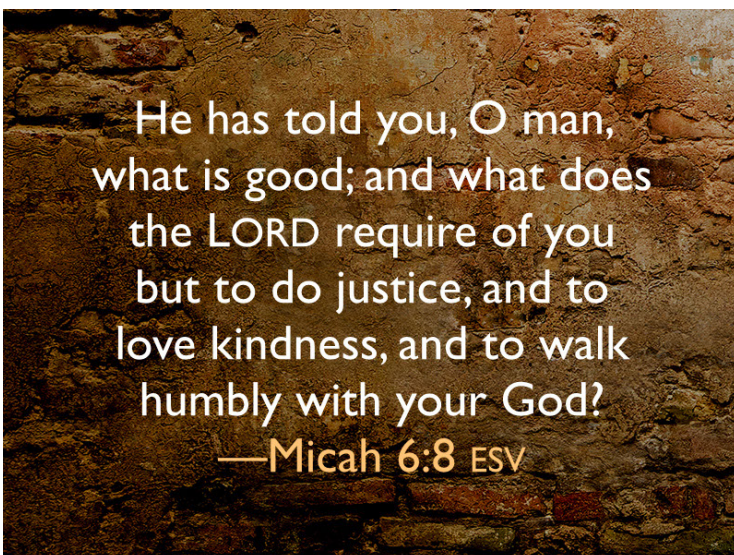 He has told you, O man,
what is good; and what does
the LORD require of you
but to do justice, and to
love kindness, and to walk
humbly with your God?
—Micah 6:8 ESV